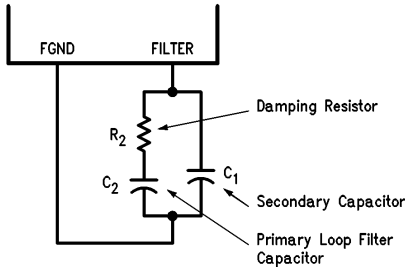 FGND FILTER
Damping Resistor
R2
C1
C2
Secondary Capacitor
Primary Loop Filter
Capacitor